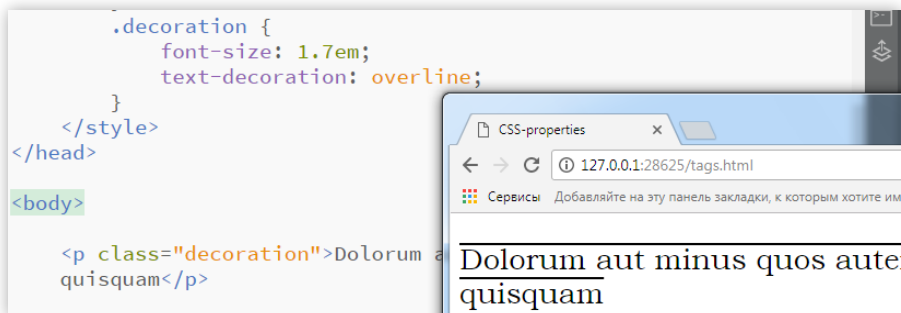 .decoration {
font-size: 1.7em;
text-decoration: overline;
}
</style>
</head>
<body>
<p class="decoration">Dolorum a
quisquam</p>
CSS-properties
127.0.0.1:28625/tags.html
Сервисы Добавляйте на эту панель закладки, к которым хотите им
Dolorum aut minus quos aute
quisquam